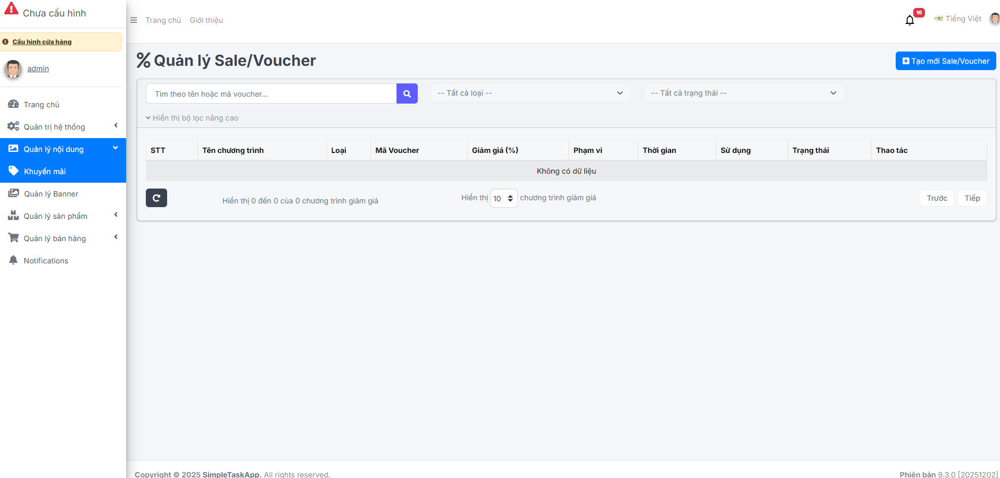 Chưa cấu hình
Cấu hình cửa hàng
admin
Trang chủ
Quản trị hệ thống
Quản lý nội dung
Khuyến mãi
Quản lý Banner
Quản lý sản phẩm
Quản lý bán hàng
Notifications
Trang chủ Giới thiệu
16
Tiếng Việt
% Quản lý Sale/Voucher
Tạo mới Sale/Voucher
Tìm theo tên hoặc mã voucher...
-- Tất cả loại --
-- Tất cả trạng thái --
Hiển thị bộ lọc nâng cao
STT Tên chương trình Loại Mã Voucher Giảm giá (%) Phạm vi Thời gian Sử dụng Trạng thái Thao tác
Không có dữ liệu
Hiển thị 0 đến 0 của 0 chương trình giảm giá
Hiển thị 10 chương trình giảm giá
Trước Tiếp
Copyright © 2025 SimpleTaskApp. All rights reserved.
Phiên bản 9.3.0 [20251202]